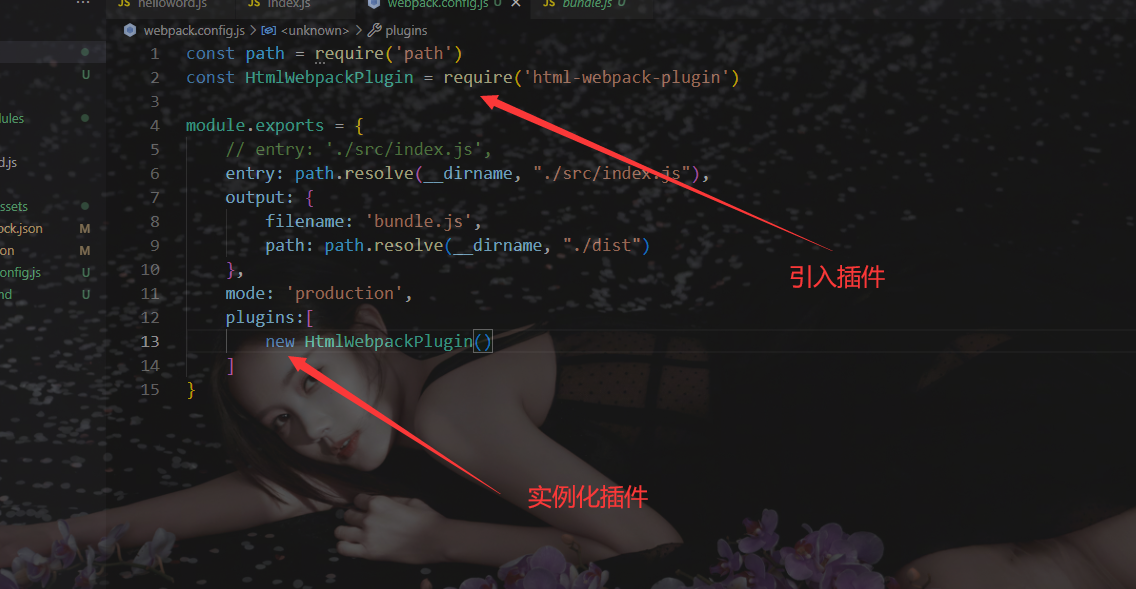 helloword.js
index.js
webpack.config.js U
bundle.js U
webpack.config.js > <unknown> > plugins
1 const path = require('path')
2 const HtmlWebpackPlugin = require('html-webpack-plugin')
3
4 module.exports = {
5 // entry: './src/index.js',
6 entry: path.resolve(__dirname, "./src/index.js"),
7 output: {
8 filename: 'bundle.js',
9 path: path.resolve(__dirname, "./dist")
10 },
11 mode: 'production',
12 plugins:[
13 new HtmlWebpackPlugin()
14 ]
15 }
引入插件
实例化插件
U
dules
d.js
ssets
ock.json M
on M
onfig.js U
nd U